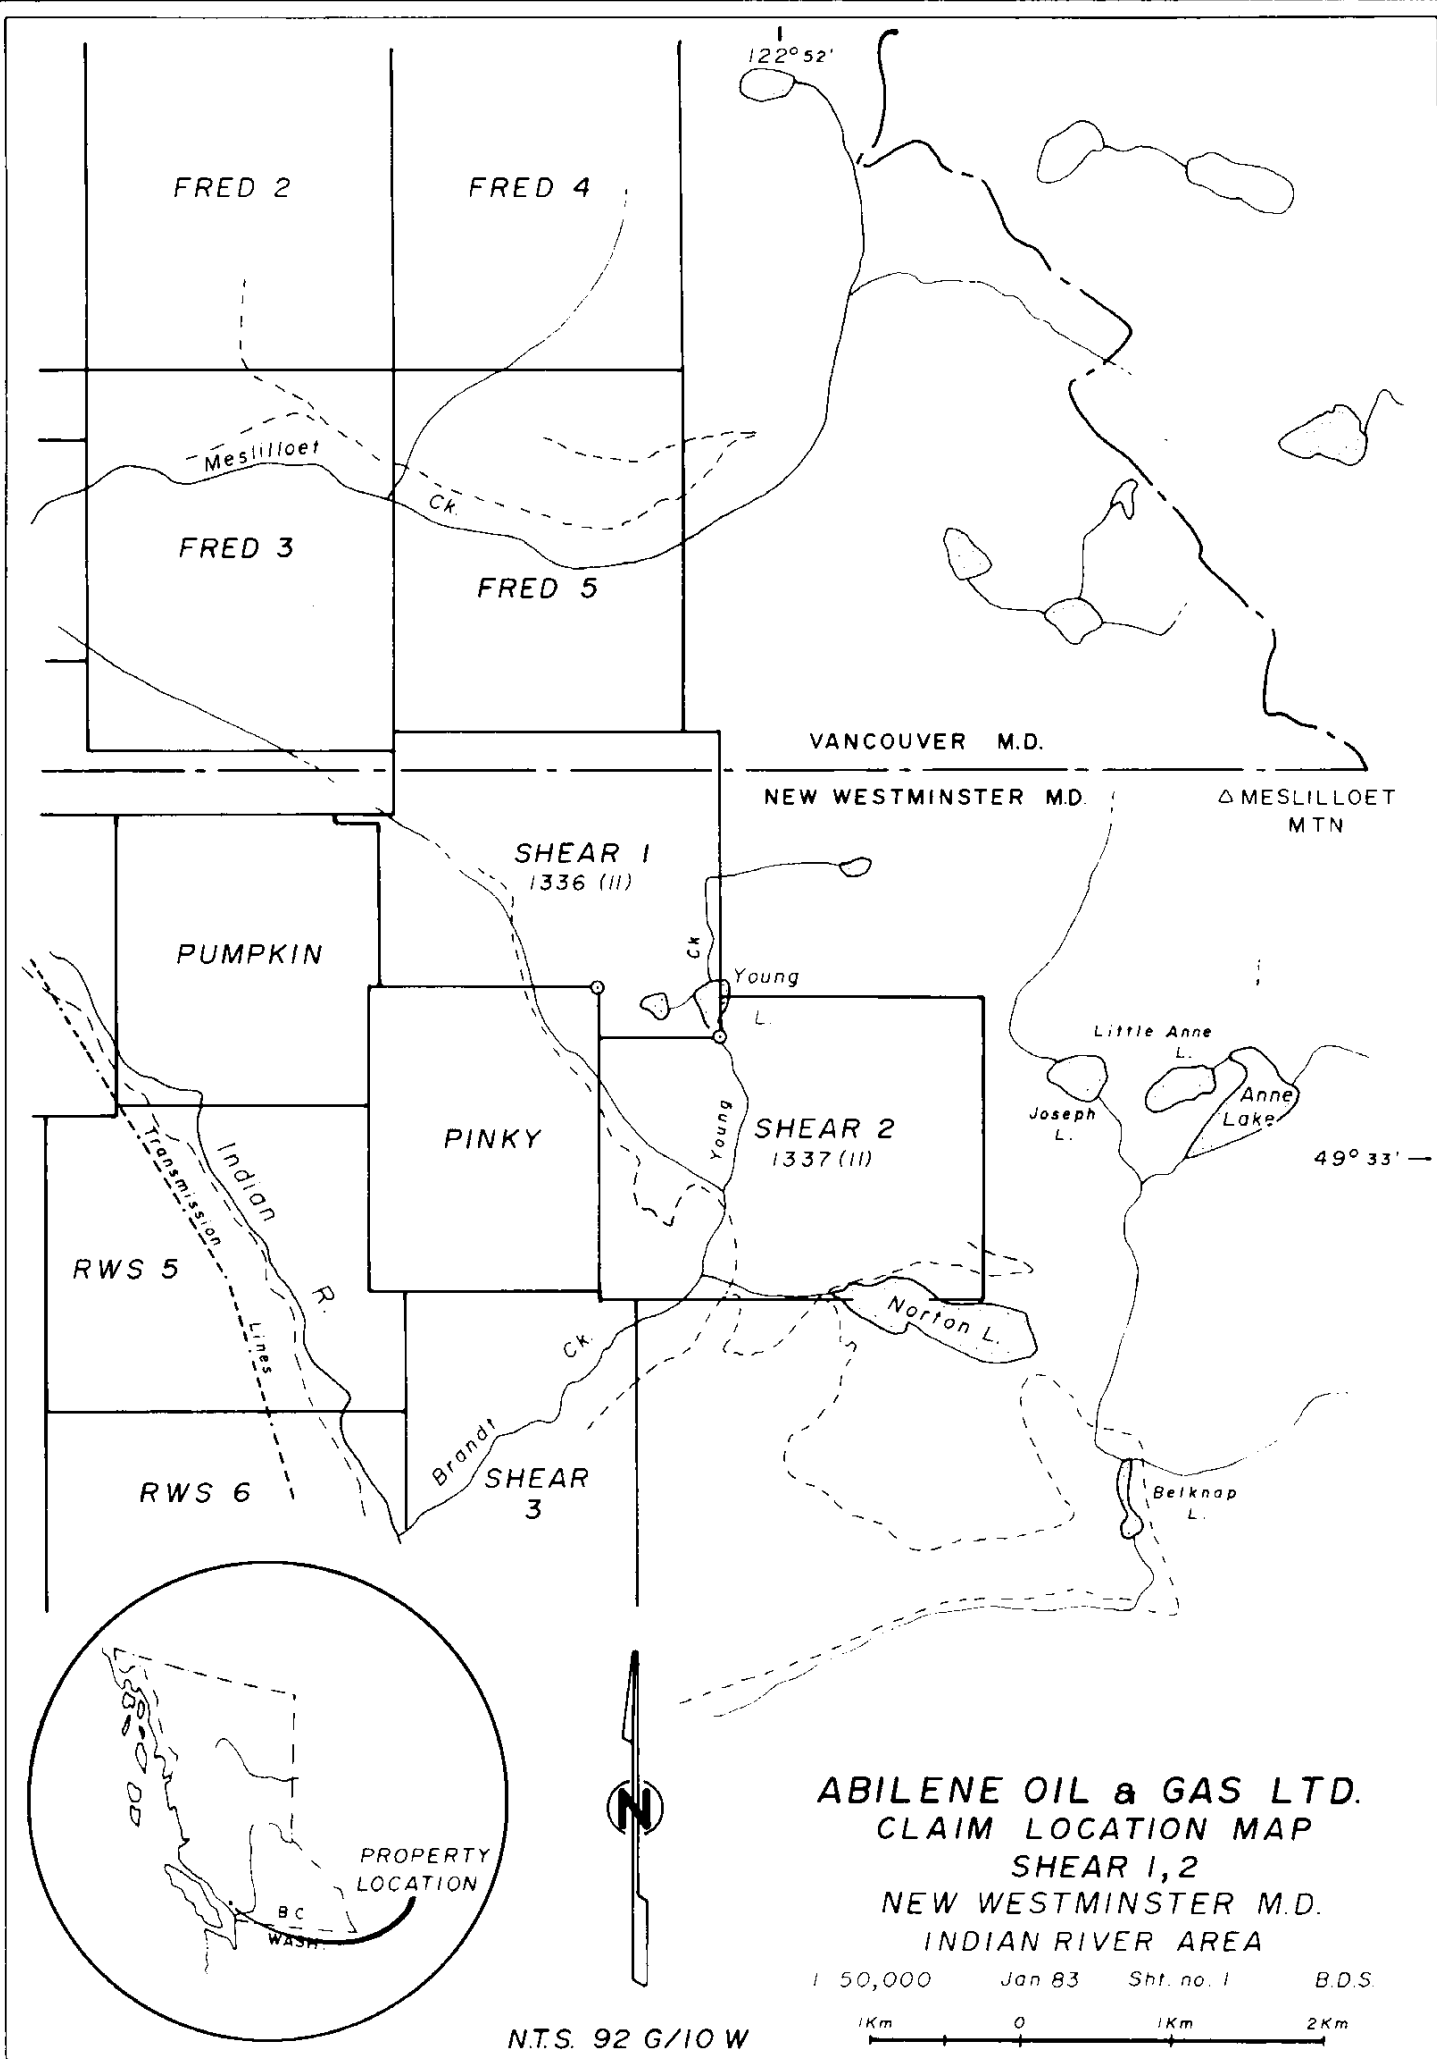 122° 52'
FRED 2
FRED 4
Meslilloet
Ck.
FRED 3
FRED 5
VANCOUVER M.D.
NEW WESTMINSTER M.D.
△ MESLILLOET
MTN
SHEAR 1
1336 (11)
PUMPKIN
Ck
Young
L.
Little Anne
L.
Anne
Lake
Joseph
L.
49° 33'
PINKY
Young
SHEAR 2
1337 (11)
Transmission
Lines
Indian
R.
RWS 5
Norton L.
Brandt
Ck.
RWS 6
SHEAR
3
Belknap
L.
PROPERTY
LOCATION
B C
WASH.
N
ABILENE OIL & GAS LTD.
CLAIM LOCATION MAP
SHEAR 1, 2
NEW WESTMINSTER M.D.
INDIAN RIVER AREA
1 50,000 Jan 83 Sht. no. 1 B.D.S.
1Km 0 1Km 2Km
N.T.S. 92 G/10 W